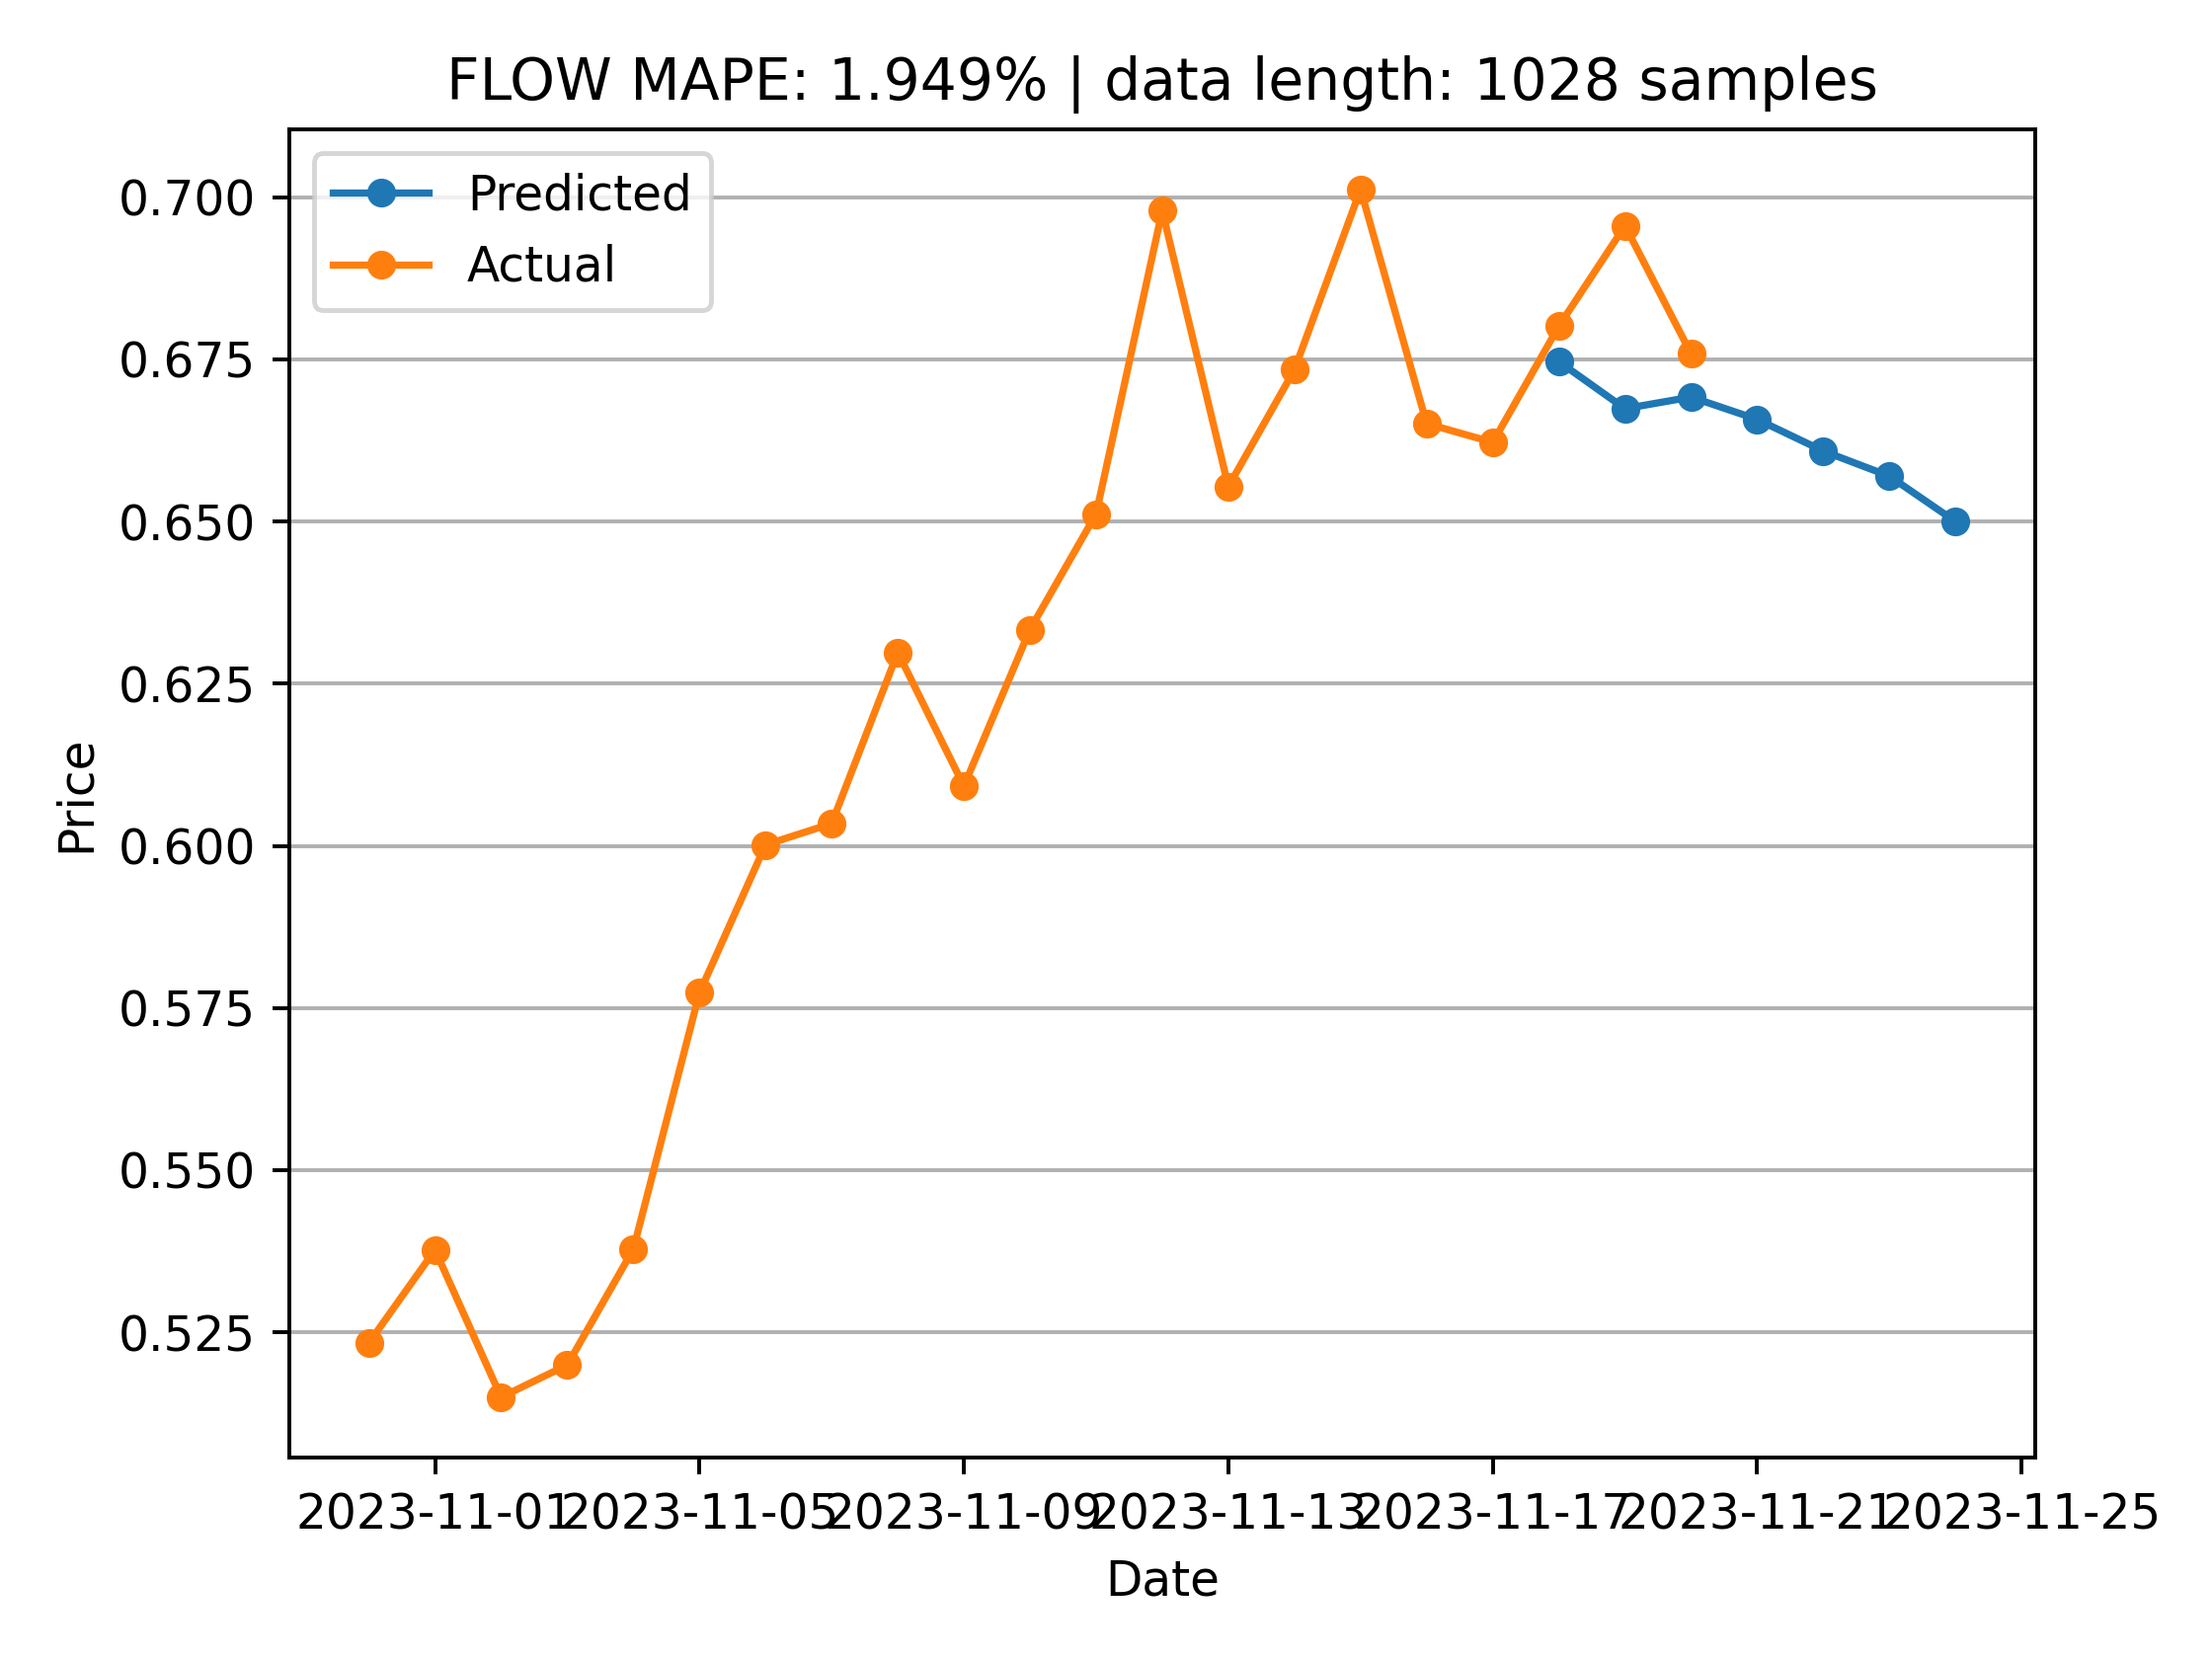 FLOW MAPE: 1.949% | data length: 1028 samples
Predicted
Actual
0.700
0.675
0.650
0.625
0.600
0.575
0.550
0.525
Price
2023-11-01 2023-11-05 2023-11-09 2023-11-13 2023-11-17 2023-11-21 2023-11-25
Date